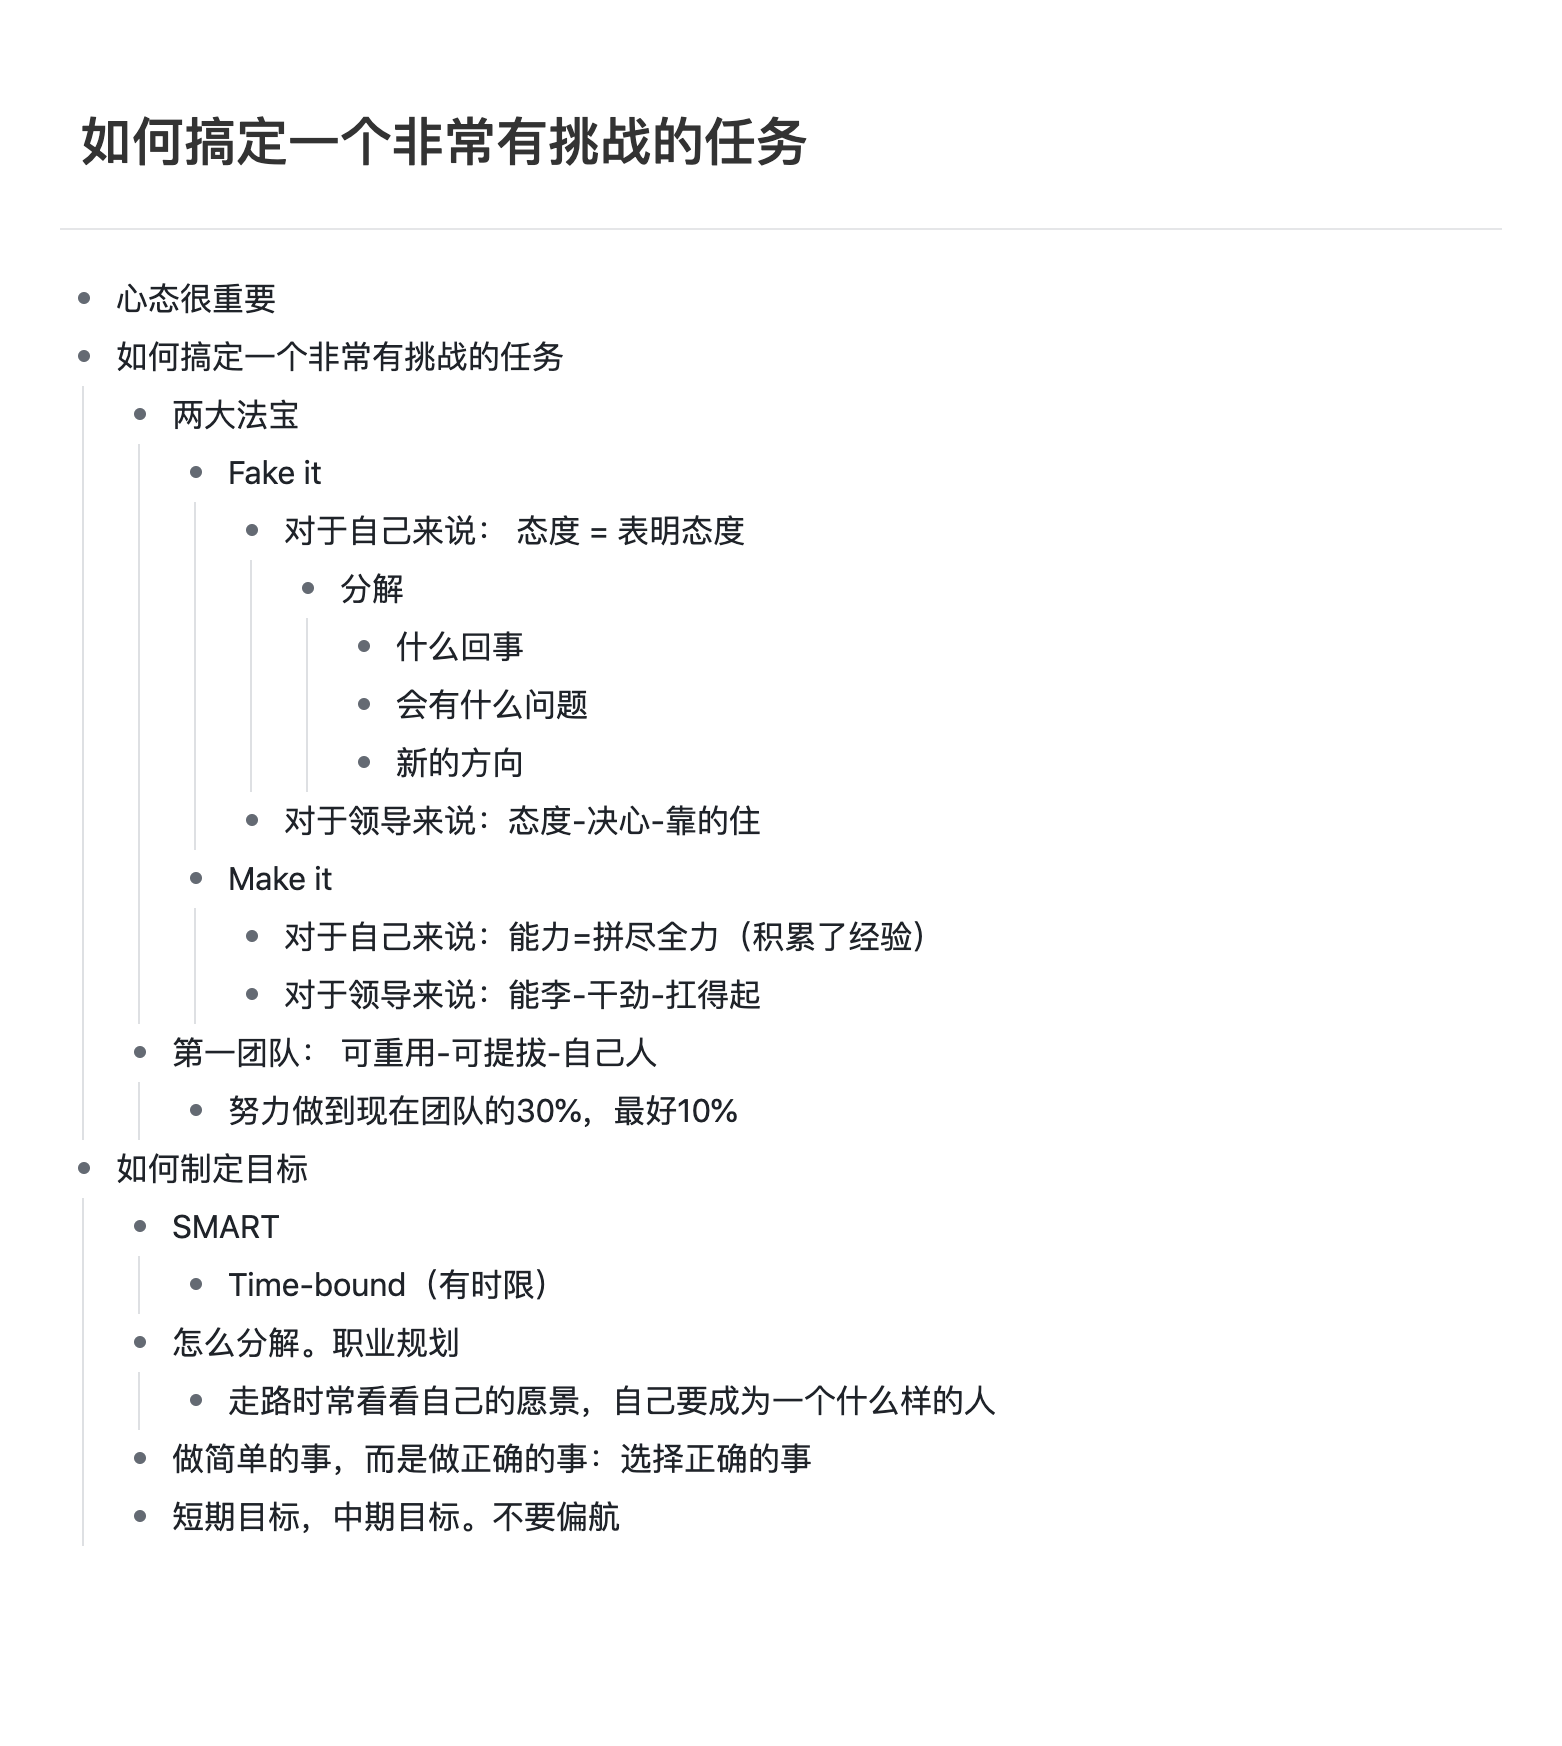 如何搞定一个非常有挑战的任务
心态很重要
如何搞定一个非常有挑战的任务
两大法宝
Fake it
对于自己来说： 态度 = 表明态度
分解
什么回事
会有什么问题
新的方向
对于领导来说：态度-决心-靠的住
Make it
对于自己来说：能力=拼尽全力（积累了经验）
对于领导来说：能李-干劲-扛得起
第一团队： 可重用-可提拔-自己人
努力做到现在团队的30%，最好10%
如何制定目标
SMART
Time-bound（有时限）
怎么分解。职业规划
走路时常看看自己的愿景，自己要成为一个什么样的人
做简单的事，而是做正确的事：选择正确的事
短期目标，中期目标。不要偏航